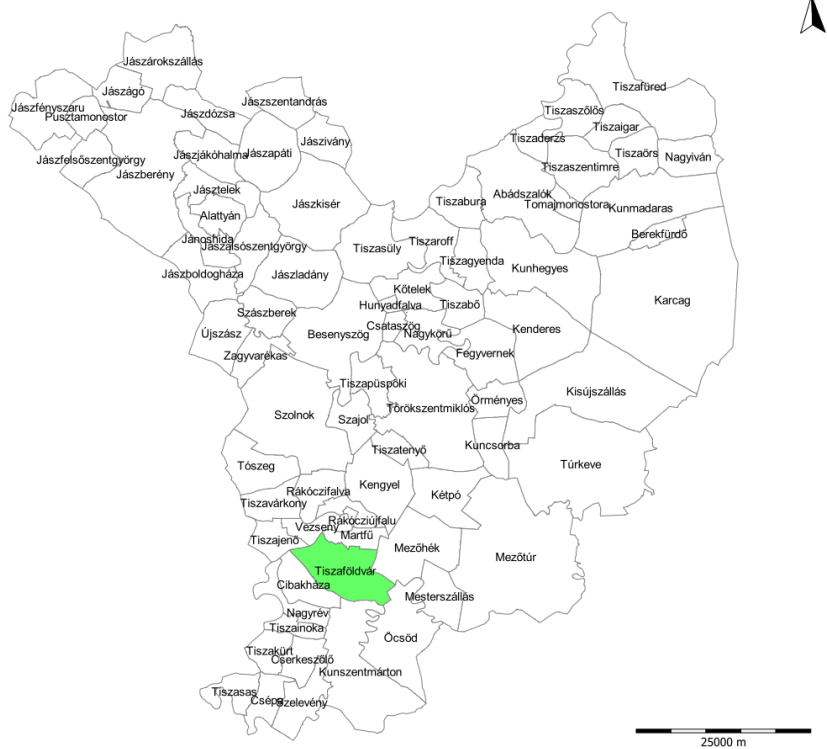 Jászárokszállás
Jászágó
Jászszentandrás
Tiszafüred
Jászfényszaru
Pusztamonostor
Jászdózsa
Tiszaszőlős
Tiszaigar
Jászivány
Tiszaderzs
Jászjákóhalma
Jászapáti
Tiszaörs
Nagyiván
Jászfelsőszentgyörgy
Tiszaszentimre
Jászberény
Jásztelek
Abádszalók
Tiszabura
Jászkisér
Tomajmonostora
Kunmadaras
Alattyán
Berekfürdő
Jánoshida
Tiszaroff
Jászalsószentgyörgy
Tiszasüly
Tiszagyenda
Kunhegyes
Jászboldogháza
Jászladány
Kőtelek
Karcag
Hunyadfalva
Tiszabő
Szászberek
Csataszög
Kenderes
Újszász
Besenyszög
Nagykörű
Zagyvarékas
Fegyvernek
Tiszapüspöki
Kisújszállás
Örményes
Törökszentmiklós
Szolnok
Szajol
Kuncsorba
Tiszatenyő
Túrkeve
Tószeg
Kengyel
Rákóczifalva
Kétpó
Tiszavárkony
Rákócziújfalu
Vezseny
Martfű
Tiszajenő
Mezőhék
Mezőtúr
Tiszaföldvár
Cibakháza
Mesterszállás
Nagyrév
Tiszainoka
Öcsöd
Tiszakürt
Cserkeszőlő
Kunszentmárton
Tiszasas
Csépa
Szelevény
25000 m